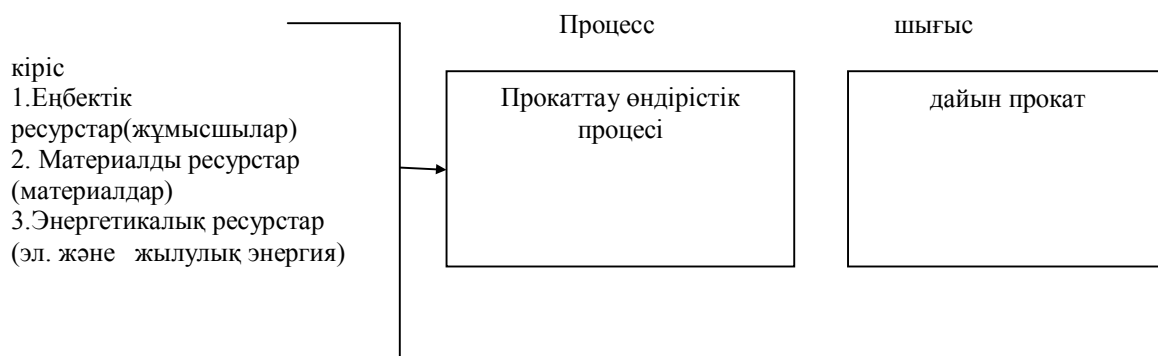 Процесс
шығыс
кіріс
1.Еңбектік
ресурстар(жұмысшылар)
2. Материалды ресурстар
(материалдар)
3.Энергетикалық ресурстар
(эл. және жылулық энергия)
Прокаттау өндірістік
процесі
дайын прокат